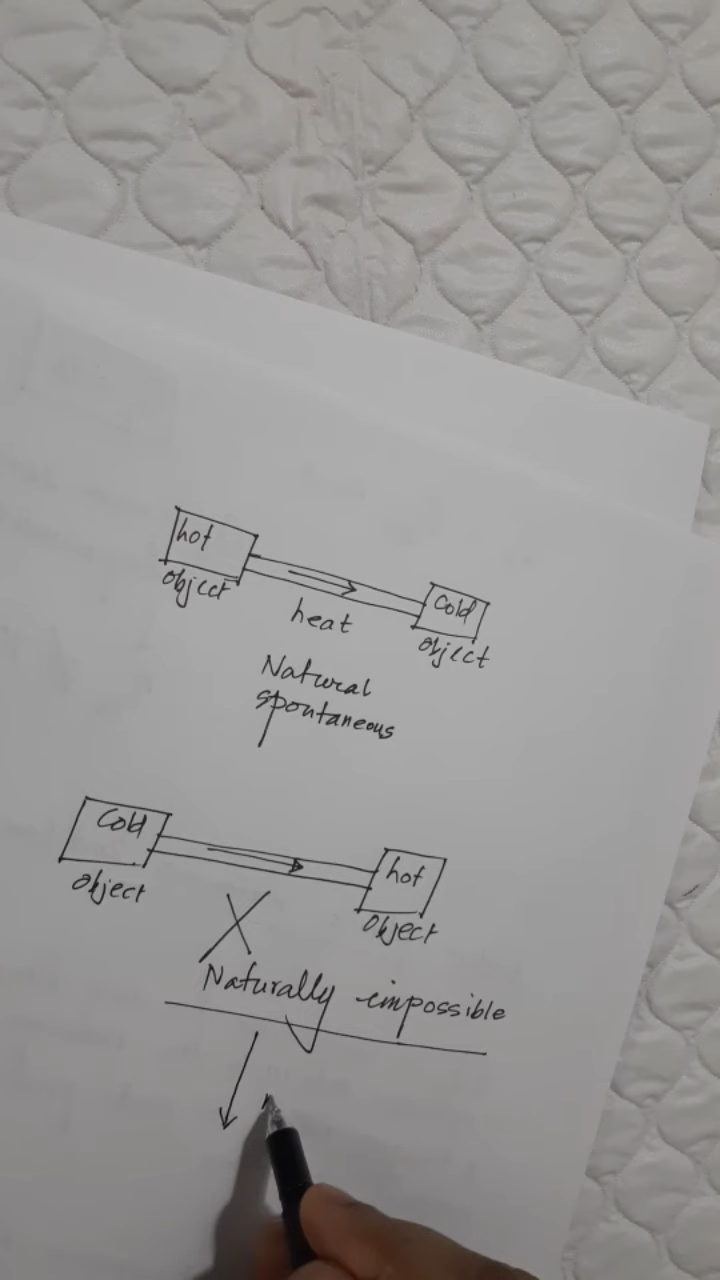 hot
object
heat
Cold
object
Natural
spontaneous
Cold
object
hot
object
X
Naturally impossible